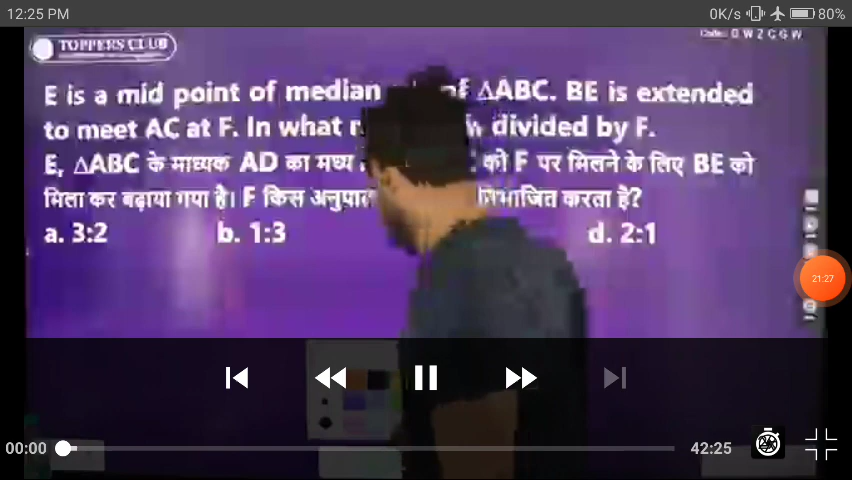 12:25 PM
0K/s 80%
TOPPERS CLUB
E is a mid point of median of ΔABC. BE is extended
to meet AC at F. In what divided by F.
E, ΔABC के माध्यक AD का मध्य को F पर मिलने के लिए BE को
मिला कर बढ़ाया गया है। F किस अनुपात विभाजित करता है?
a. 3:2 b. 1:3 d. 2:1
21:27
00:00 42:25